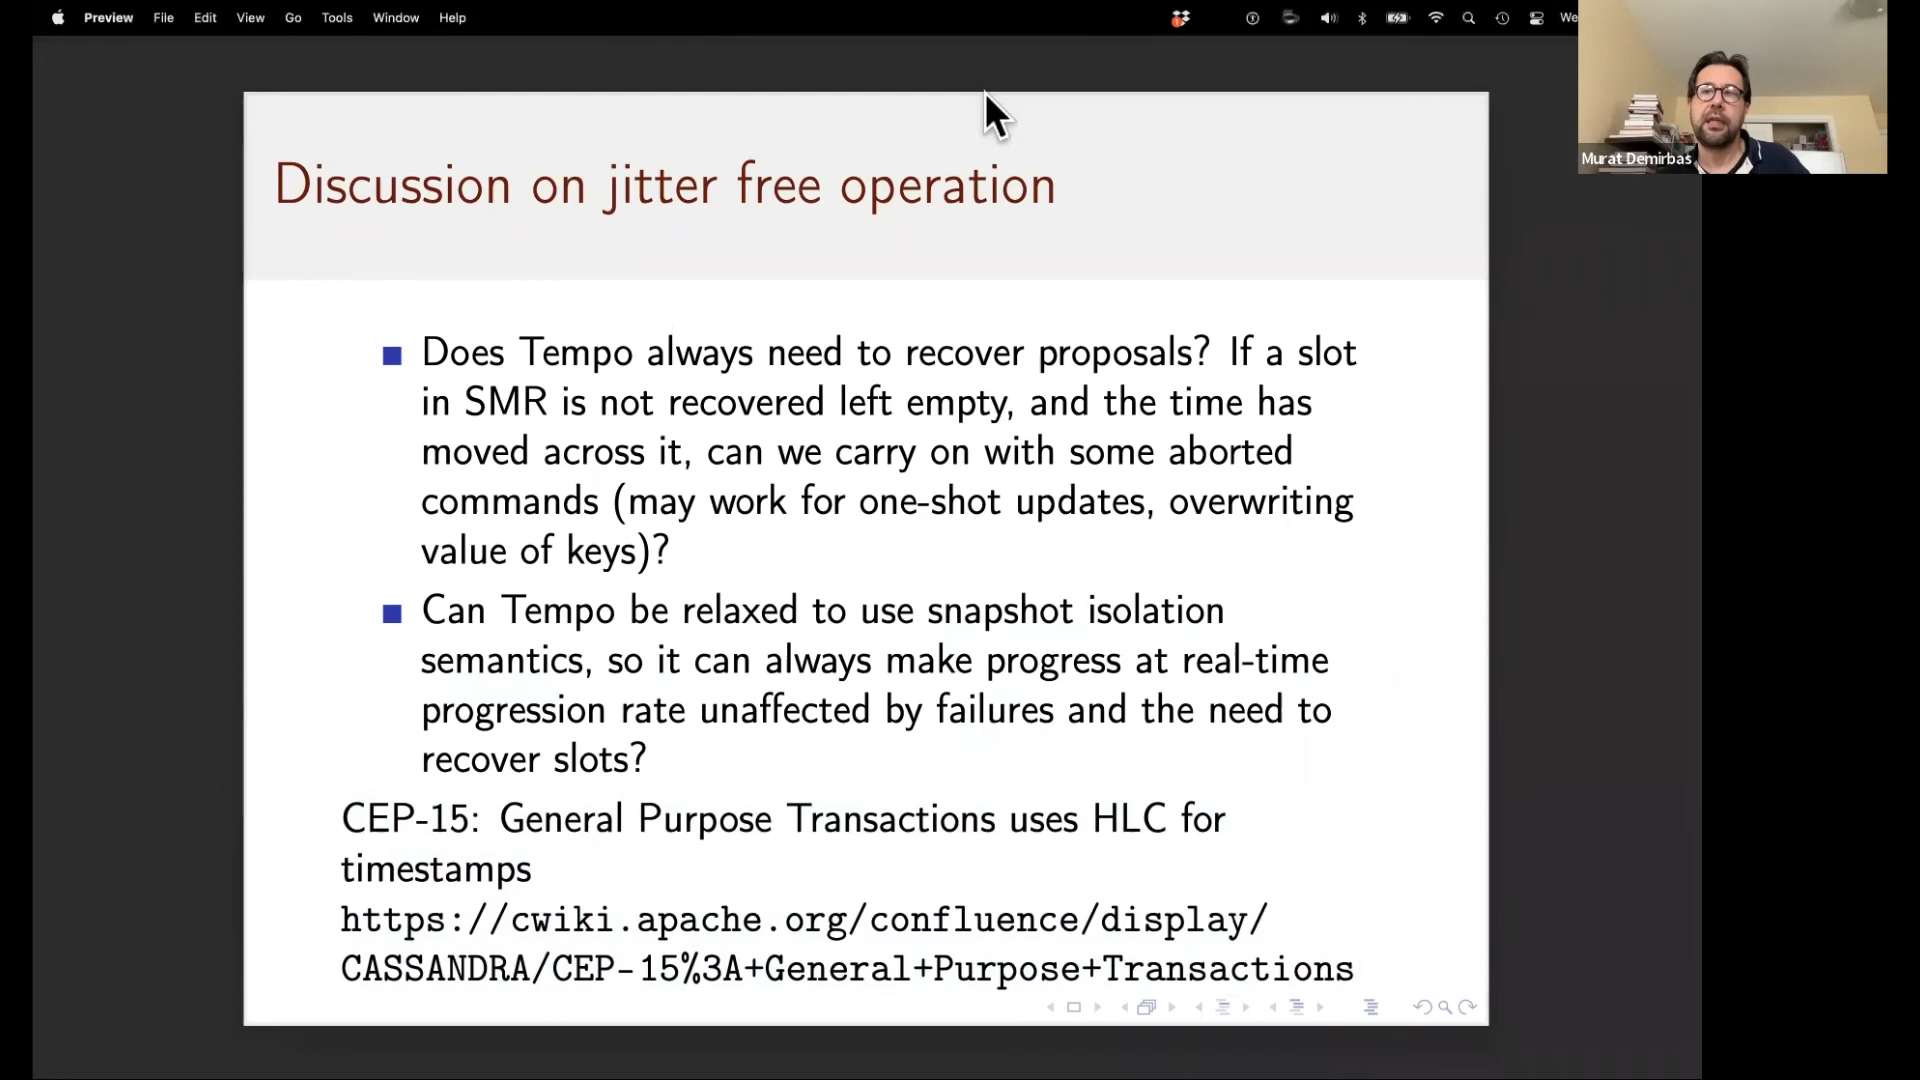 Preview File Edit View Go Tools Window Help
We
Murat Demirbas
Discussion on jitter free operation
Does Tempo always need to recover proposals? If a slot
in SMR is not recovered left empty, and the time has
moved across it, can we carry on with some aborted
commands (may work for one-shot updates, overwriting
value of keys)?
Can Tempo be relaxed to use snapshot isolation
semantics, so it can always make progress at real-time
progression rate unaffected by failures and the need to
recover slots?
CEP-15: General Purpose Transactions uses HLC for
timestamps
https://cwiki.apache.org/confluence/display/
CASSANDRA/CEP-15%3A+General+Purpose+Transactions